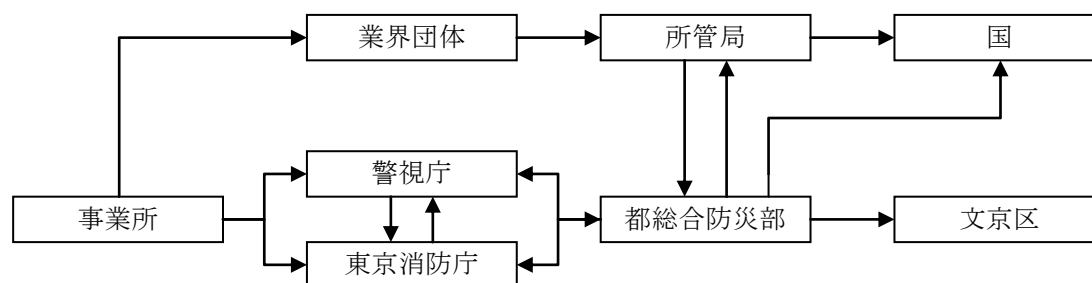 業界団体
所管局
国
警視庁
事業所
都総合防災部
文京区
東京消防庁